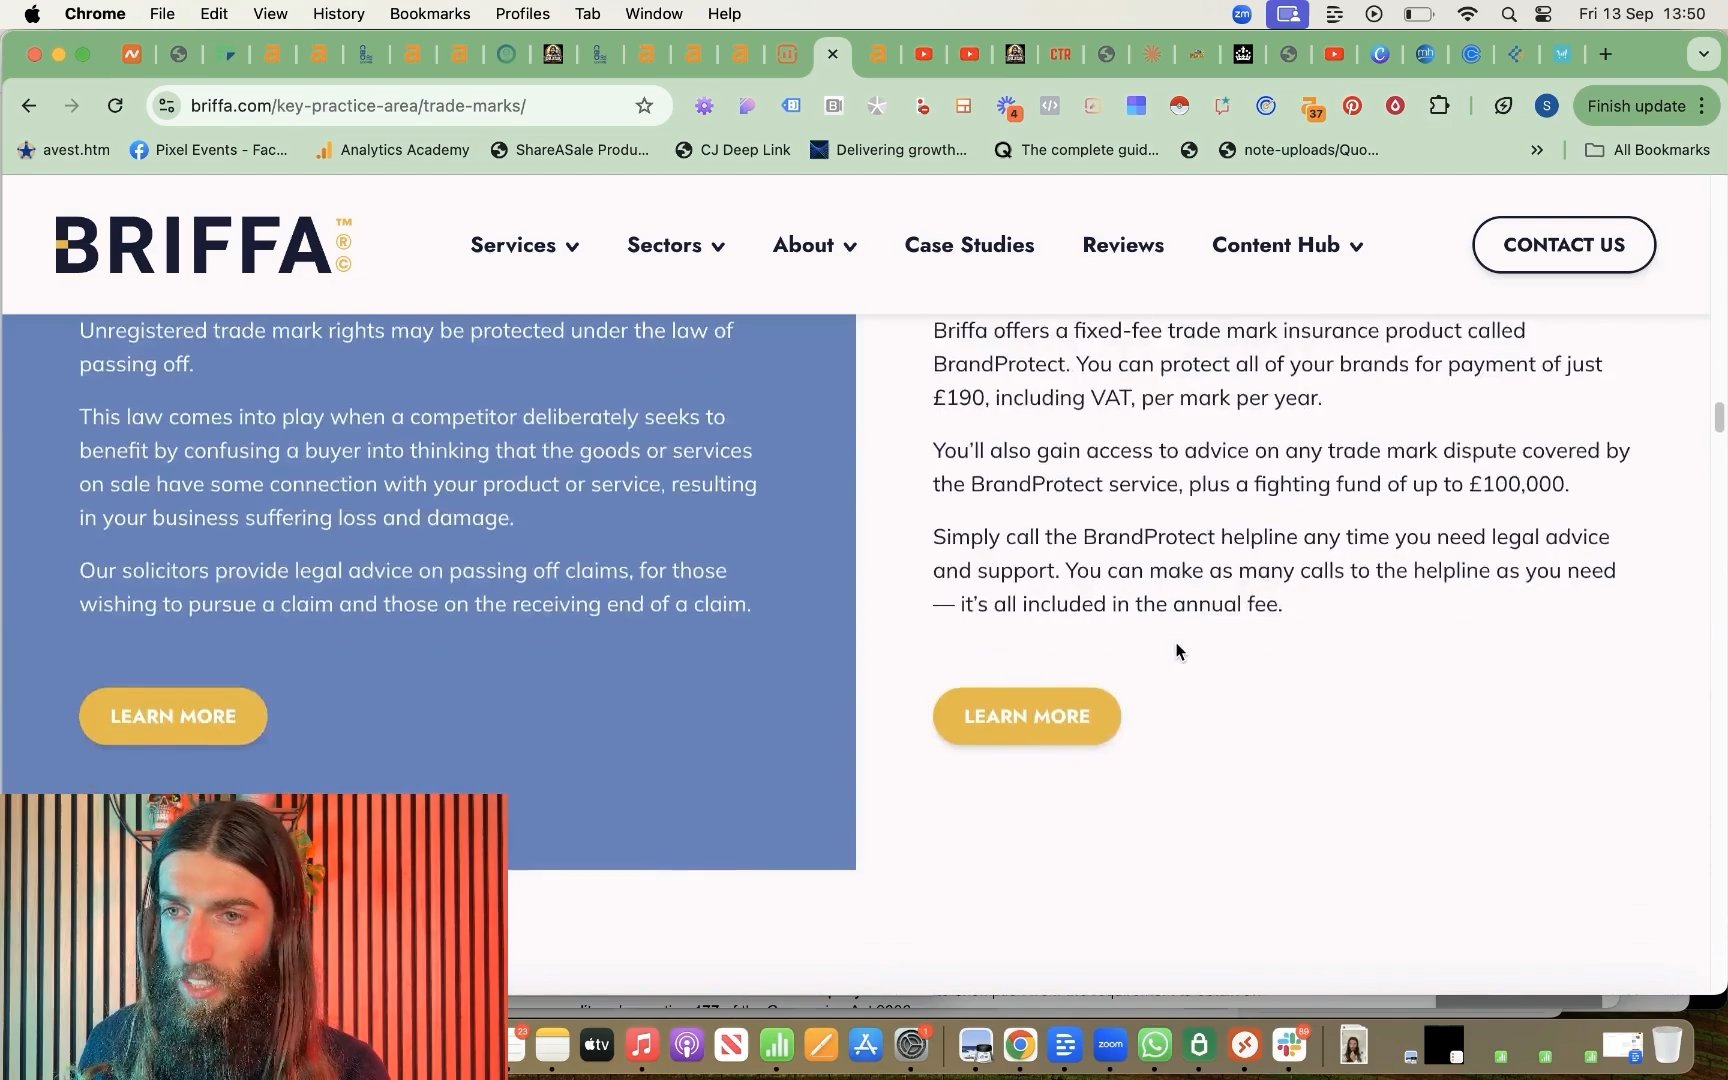 Chrome File Edit View History Bookmarks Profiles Tab Window Help
zm
Fri 13 Sep 13:50
CTR
mh
briffa.com/key-practice-area/trade-marks/
4
37
S
Finish update
avest.htm
Pixel Events - Fac...
Analytics Academy
ShareASale Produ...
CJ Deep Link
Delivering growth...
The complete guid...
note-uploads/Quo...
All Bookmarks
BRIFFA
TM
®
©
Services
Sectors
About
Case Studies
Reviews
Content Hub
CONTACT US
Unregistered trade mark rights may be protected under the law of
passing off.
This law comes into play when a competitor deliberately seeks to
benefit by confusing a buyer into thinking that the goods or services
on sale have some connection with your product or service, resulting
in your business suffering loss and damage.
Our solicitors provide legal advice on passing off claims, for those
wishing to pursue a claim and those on the receiving end of a claim.
LEARN MORE
Briffa offers a fixed-fee trade mark insurance product called
BrandProtect. You can protect all of your brands for payment of just
£190, including VAT, per mark per year.
You’ll also gain access to advice on any trade mark dispute covered by
the BrandProtect service, plus a fighting fund of up to £100,000.
Simply call the BrandProtect helpline any time you need legal advice
and support. You can make as many calls to the helpline as you need
— it’s all included in the annual fee.
LEARN MORE
23
tv
1
zoom
89